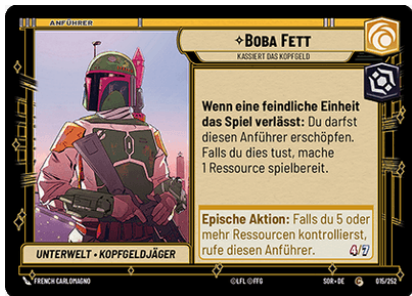 ANFÜHRER
✧BOBA FETT
KASSIERT DAS KOPFGELD
Wenn eine feindliche Einheit
das Spiel verlässt: Du darfst
diesen Anführer erschöpfen.
Falls du dies tust, mache
1 Ressource spielbereit.
Epische Aktion: Falls du 5 oder
mehr Ressourcen kontrollierst,
rufe diesen Anführer.
4/7
UNTERWELT • KOPFGELDJÄGER
FRENCH CARLOMAGNO
©LFL ©FFG
SOR • DE
015/252